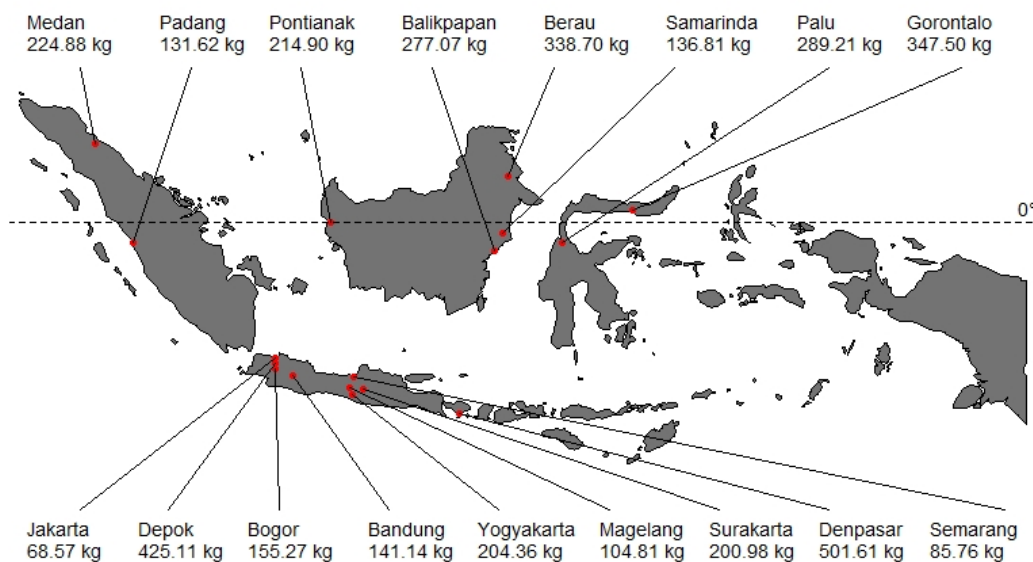 Medan Padang Pontianak Balikpapan Berau Samarinda Palu Gorontalo
224.88 kg 131.62 kg 214.90 kg 277.07 kg 338.70 kg 136.81 kg 289.21 kg 347.50 kg
0°
Jakarta Depok Bogor Bandung Yogyakarta Magelang Surakarta Denpasar Semarang
68.57 kg 425.11 kg 155.27 kg 141.14 kg 204.36 kg 104.81 kg 200.98 kg 501.61 kg 85.76 kg